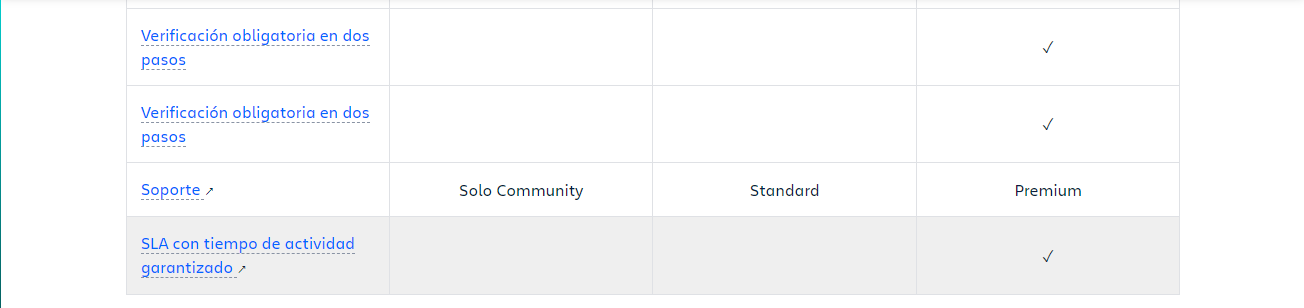 Verificación obligatoria en dos
pasos
✓
Verificación obligatoria en dos
pasos
✓
Soporte ↗ Solo Community Standard Premium
SLA con tiempo de actividad
garantizado ↗
✓